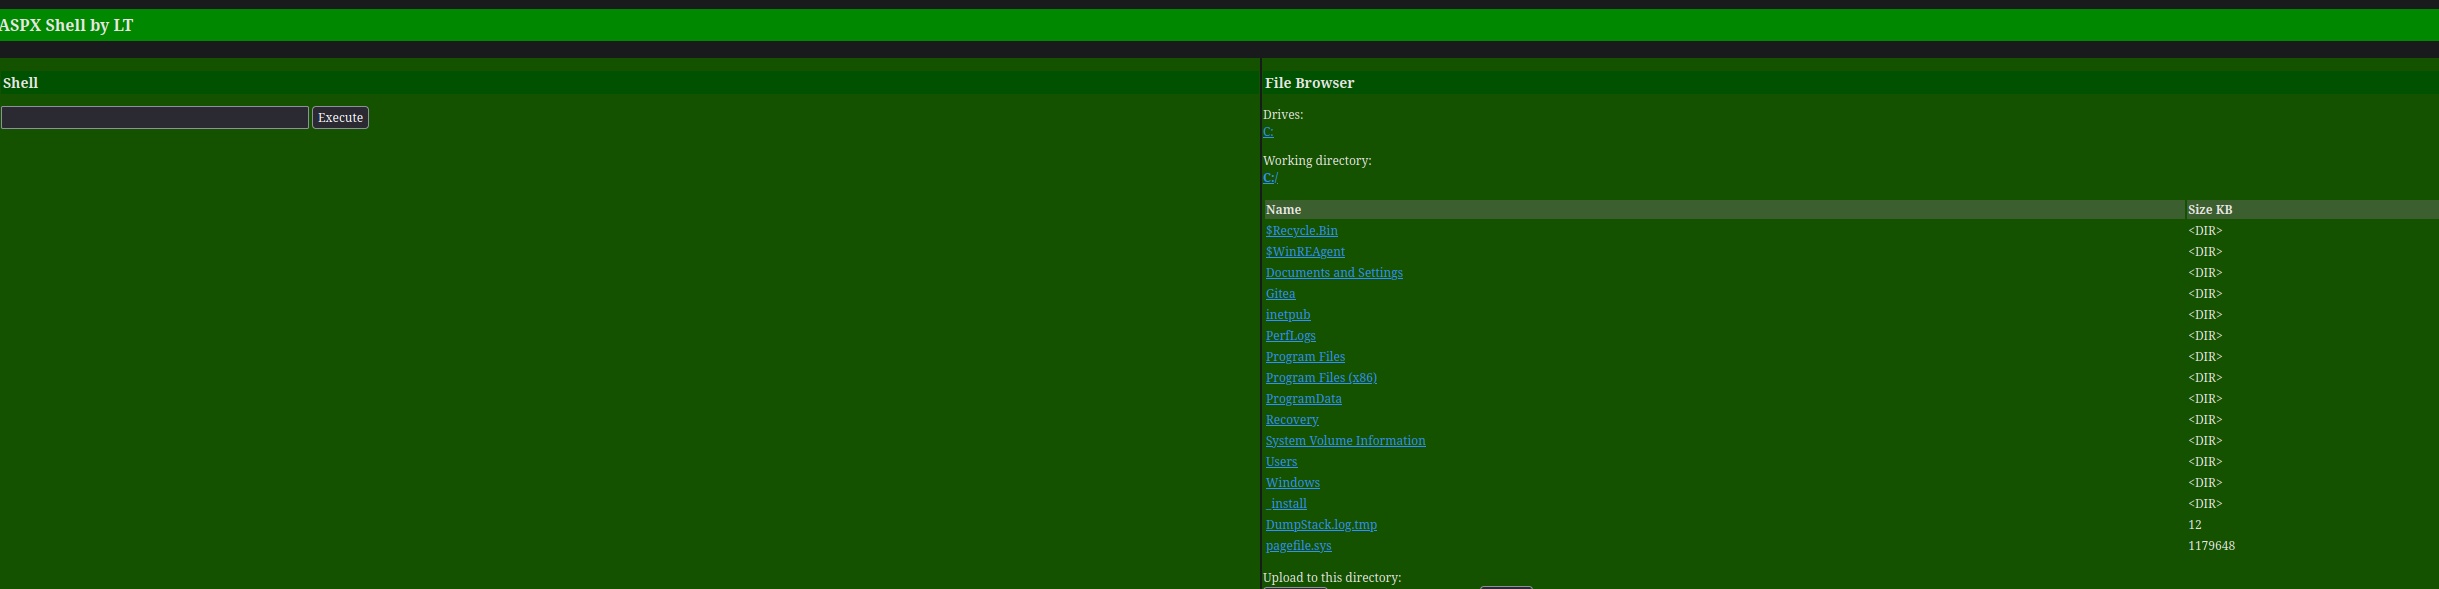 ASPX Shell by LT
Shell
Execute
File Browser
Drives:
C:
Working directory:
C:/
Name Size KB
$Recycle.Bin <DIR>
$WinREAgent <DIR>
Documents and Settings <DIR>
Gitea <DIR>
inetpub <DIR>
PerfLogs <DIR>
Program Files <DIR>
Program Files (x86) <DIR>
ProgramData <DIR>
Recovery <DIR>
System Volume Information <DIR>
Users <DIR>
Windows <DIR>
_install <DIR>
DumpStack.log.tmp 12
pagefile.sys 1179648
Upload to this directory: